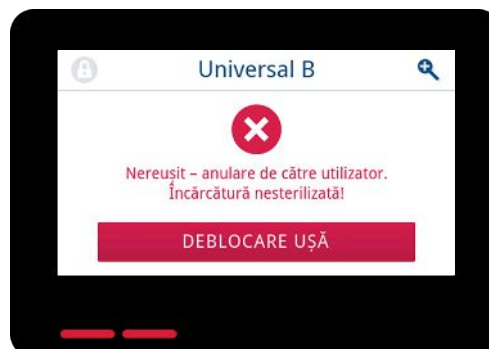 Universal B
Nereușit – anulare de către utilizator.
Încărcătură nesterilizată!
DEBLOCARE UȘĂ